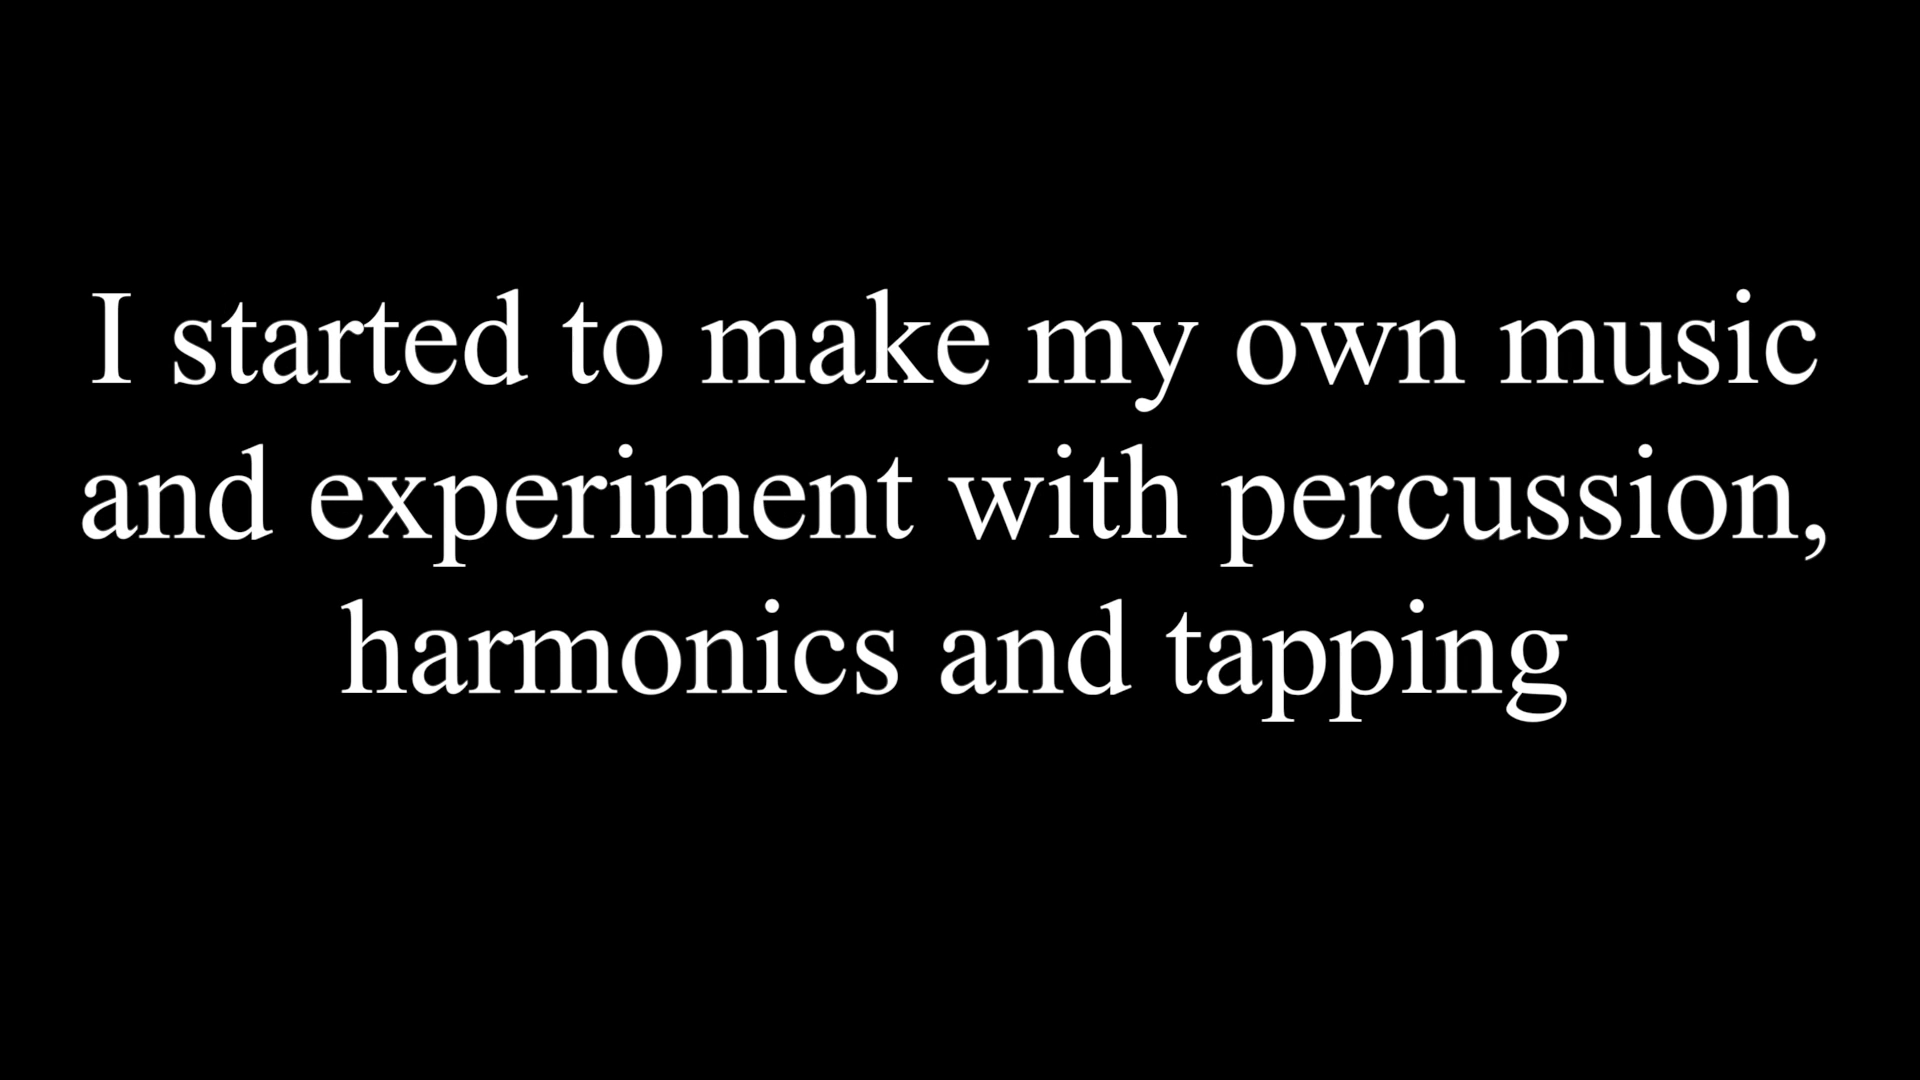 I started to make my own music
and experiment with percussion,
harmonics and tapping